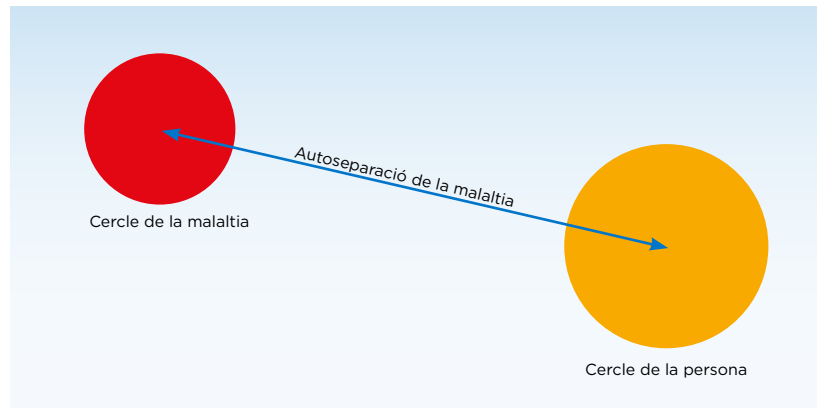 Autoseparació de la malaltia
Cercle de la malaltia
Cercle de la persona